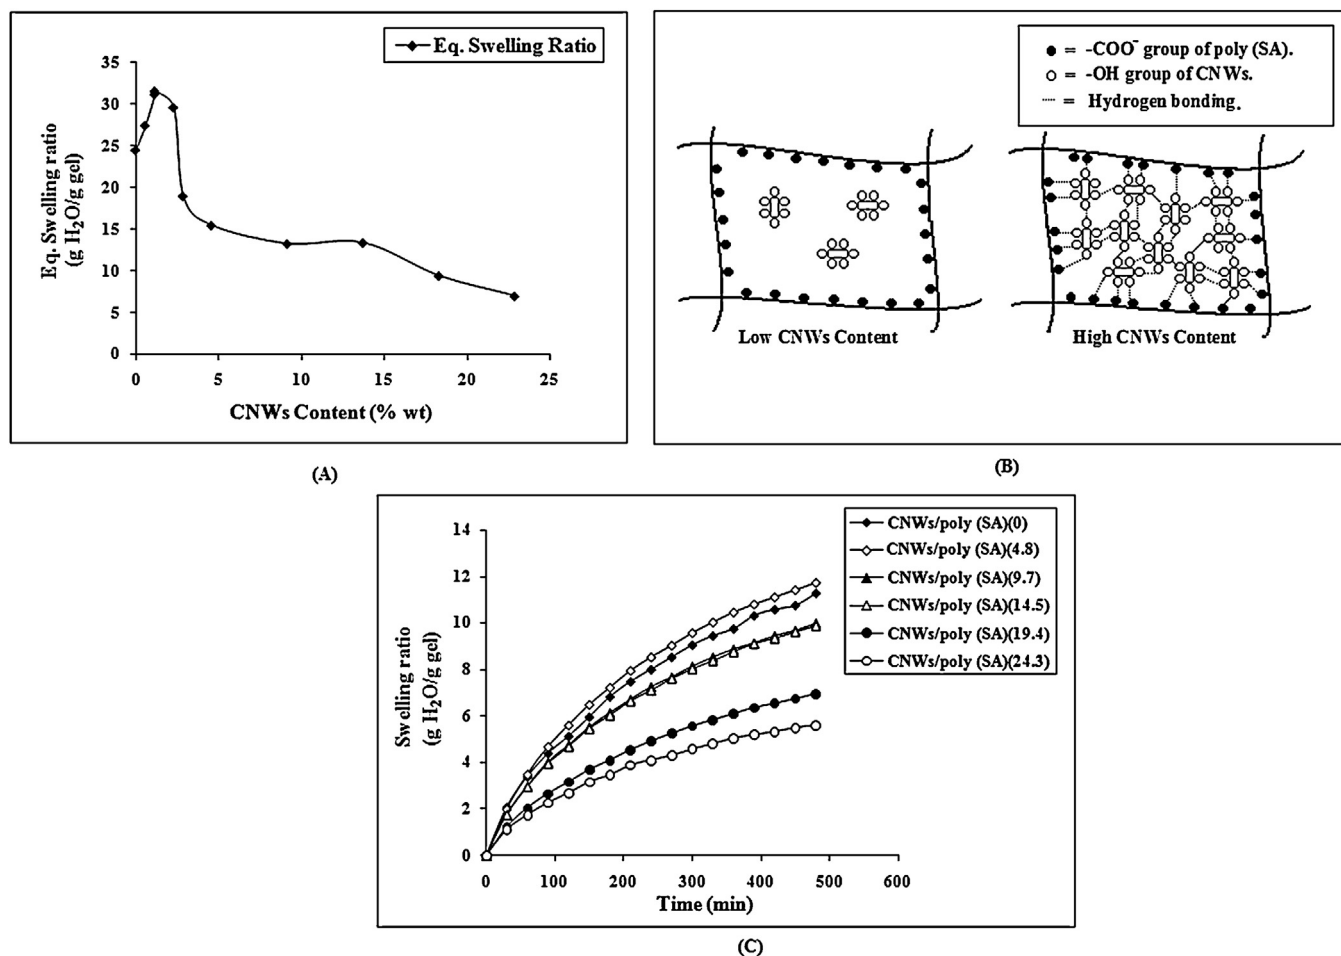 Eq. Swelling Ratio
35
30
25
20
15
10
5
0
Eq. Swelling ratio
(g H₂O/g gel)
0 5 10 15 20 25
CNWs Content (% wt)
(A)
● = -COO⁻ group of poly (SA).
○ = -OH group of CNWs.
······ = Hydrogen bonding.
Low CNWs Content
High CNWs Content
(B)
14
12
10
8
6
4
2
0
Swelling ratio
(g H₂O/g gel)
0 100 200 300 400 500 600
Time (min)
CNWs/poly (SA)(0)
CNWs/poly (SA)(4.8)
CNWs/poly (SA)(9.7)
CNWs/poly (SA)(14.5)
CNWs/poly (SA)(19.4)
CNWs/poly (SA)(24.3)
(C)